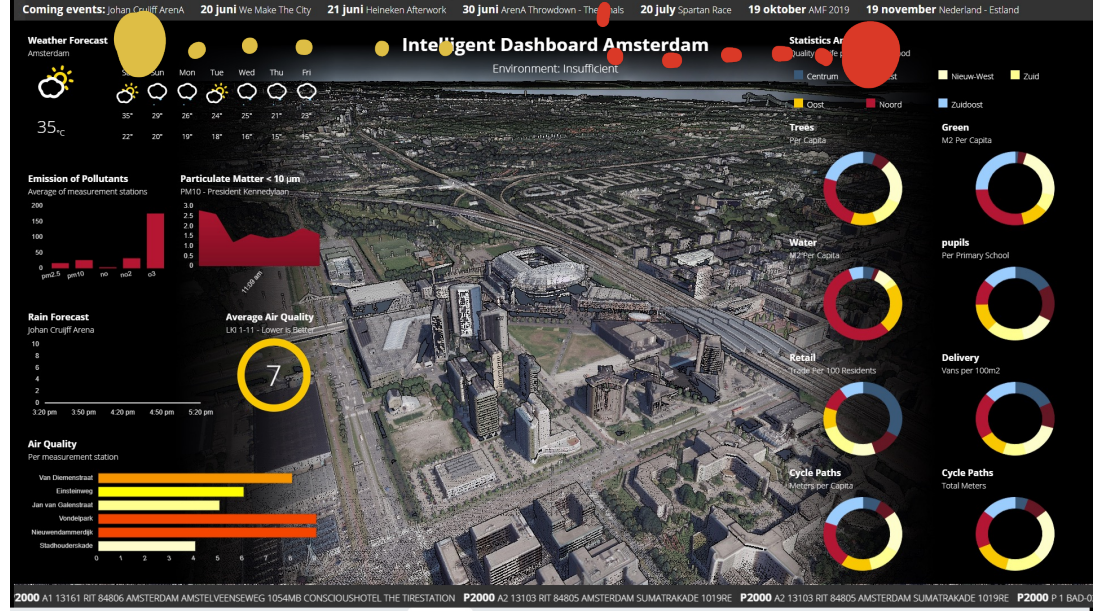 Coming events: Johan Cruijff ArenA 20 juni We Make The City 21 juni Heineken Afterwork 30 juni ArenA Throwdown - The 20 july Spartan Race 19 oktober AMF 2019 19 november Nederland - Estland
Intelligent Dashboard Amsterdam
Environment: Insufficient
Weather Forecast
Amsterdam
Sun Mon Tue Wed Thu Fri
35°C
35° 29° 26° 24° 25° 21° 23°
22° 20° 19° 18° 16° 15° 15°
Emission of Pollutants
Average of measurement stations
200
150
100
50
0
pm2.5 pm10 no no2 o3
Particulate Matter < 10 µm
PM10 - President Kennedylaan
3.0
2.5
2.0
1.5
1.0
0.5
0
11:09 am
Rain Forecast
Johan Cruijff Arena
10
8
6
4
2
0
3:20 pm 3:50 pm 4:20 pm 4:50 pm 5:20 pm
Average Air Quality
LKI 1-11 - Lower is Better
7
Air Quality
Per measurement station
Van Diemenstraat
Einsteinweg
Jan van Galenstraat
Vondelpark
Nieuwendammerdijk
Stadhouderskade
0 1 2 3 4 5 6 7 8
Statistics
Centrum Nieuw-West Zuid
Oost Noord Zuidoost
Trees
Per Capita
Green
M2 Per Capita
Water
M2 Per Capita
pupils
Per Primary School
Retail
Trade Per 100 Residents
Delivery
Vans per 100m2
Cycle Paths
Meters per Capita
Cycle Paths
Total Meters
P2000 A1 13161 RIT 84806 AMSTERDAM AMSTELVEENSEWEG 1054MB CONSCIOUSHOTEL THE TIRESTATION P2000 A2 13103 RIT 84805 AMSTERDAM SUMATRAKADE 1019RE P2000 A2 13103 RIT 84805 AMSTERDAM SUMATRAKADE 1019RE P2000 P 1 BAD-0